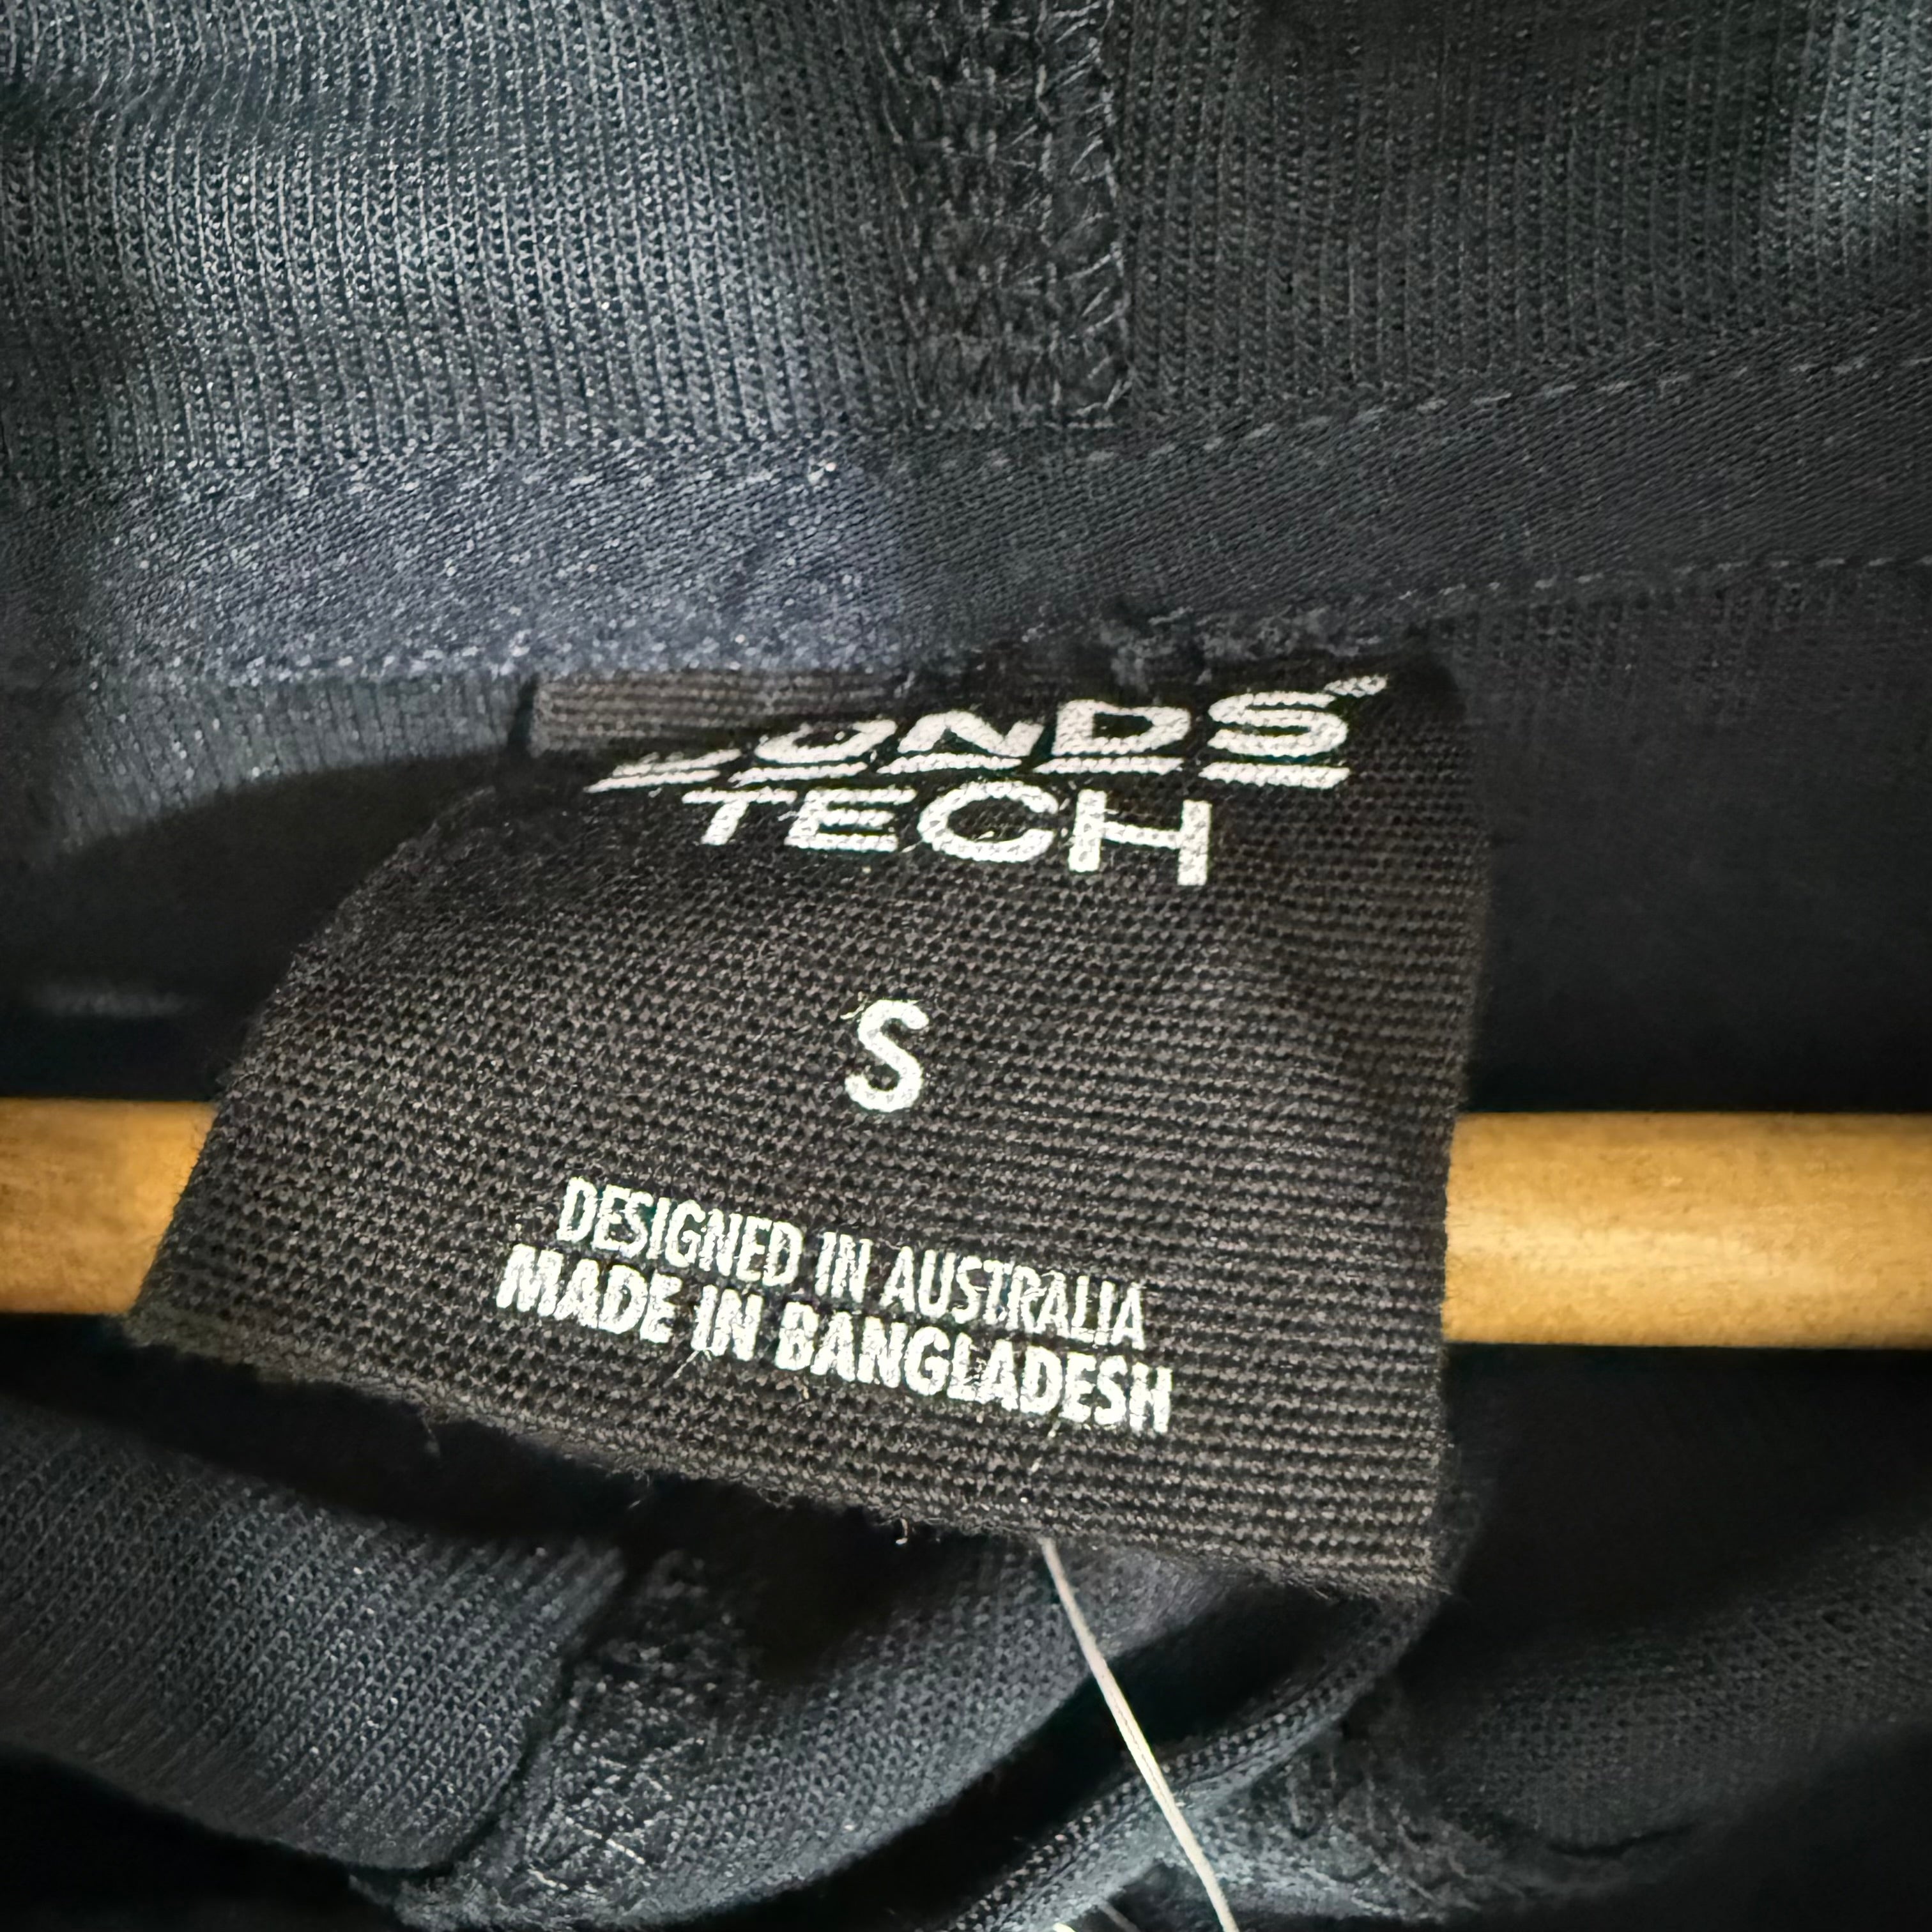 BONDS
TECH
S
DESIGNED IN AUSTRALIA
MADE IN BANGLADESH